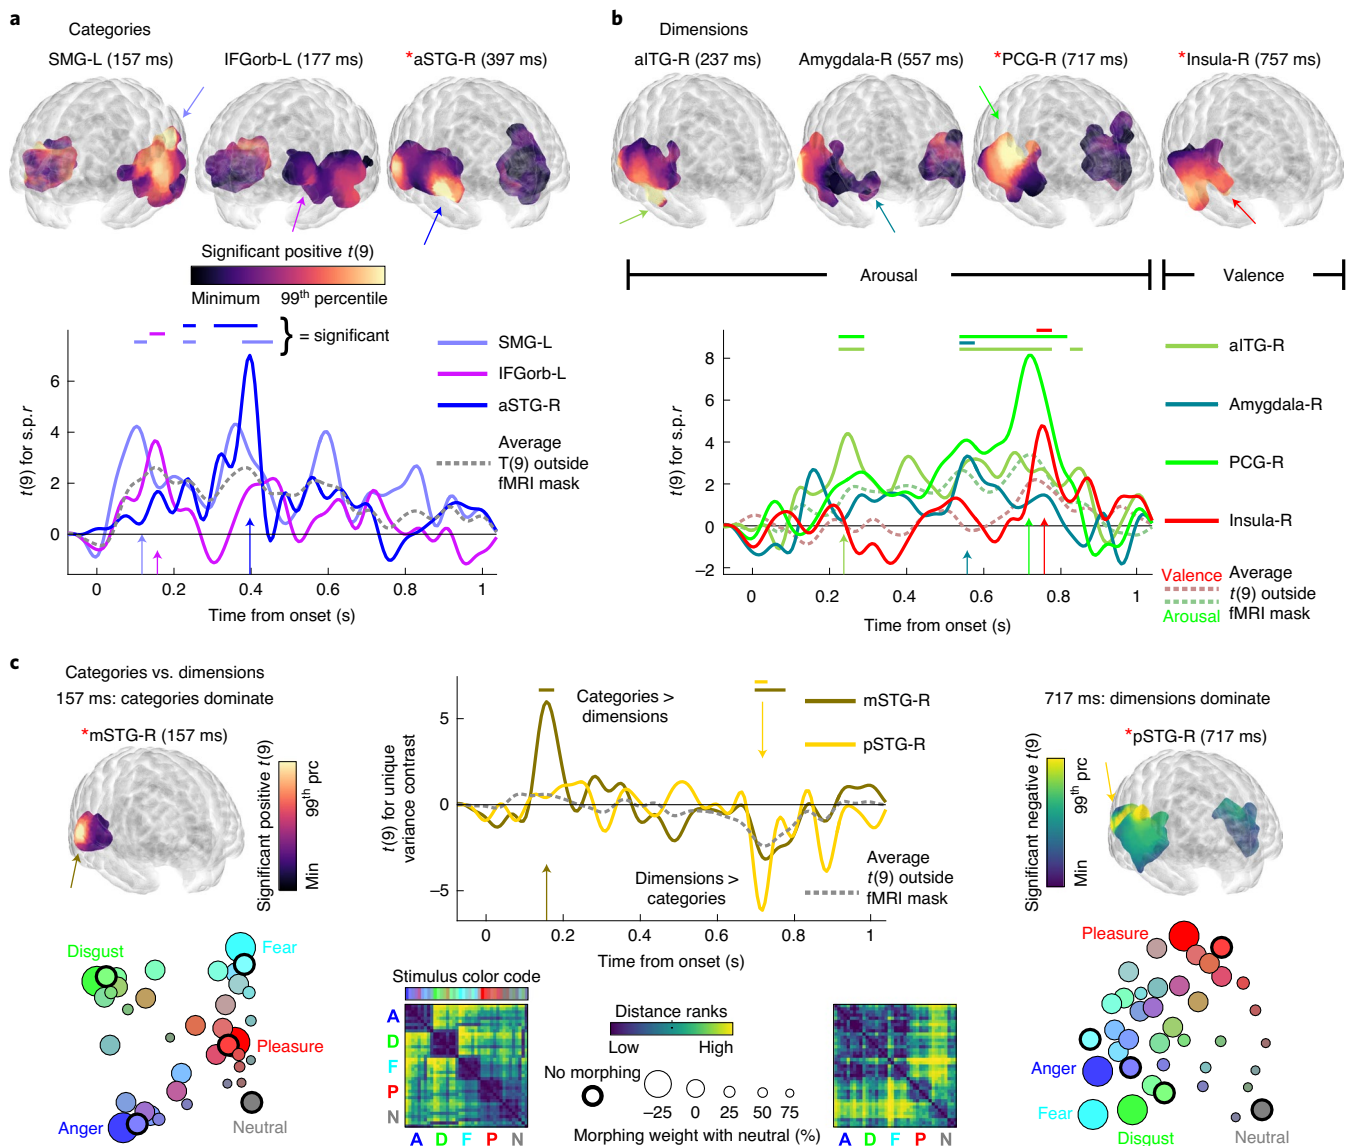 a
Categories
SMG-L (157 ms)
IFGorb-L (177 ms)
*aSTG-R (397 ms)
Significant positive t(9)
Minimum
99th percentile
} = significant
SMG-L
IFGorb-L
aSTG-R
Average
T(9) outside
fMRI mask
t(9) for s.p.r
6
4
2
0
0
0.2
0.4
0.6
0.8
1.0
Time from onset (s)
b
Dimensions
aITG-R (237 ms)
Amygdala-R (557 ms)
*PCG-R (717 ms)
*Insula-R (757 ms)
Arousal
Valence
aITG-R
Amygdala-R
PCG-R
Insula-R
Valence
Arousal
Average
t(9) outside
fMRI mask
t(9) for s.p.r
8
6
4
2
0
–2
0
0.2
0.4
0.6
0.8
1
Time from onset (s)
c
Categories vs. dimensions
157 ms: categories dominate
*mSTG-R (157 ms)
Significant positive t(9)
Min
99th prc
Categories >
dimensions
Dimensions >
categories
mSTG-R
pSTG-R
Average
t(9) outside
fMRI mask
t(9) for unique
variance contrast
5
0
–5
0
0.2
0.4
0.6
0.8
1
Time from onset (s)
717 ms: dimensions dominate
*pSTG-R (717 ms)
Significant negative t(9)
Min
99th prc
Disgust
Fear
Pleasure
Anger
Neutral
Stimulus color code
A
D
F
P
N
A D F P N
Distance ranks
Low
High
No morphing
–25 0 25 50 75
Morphing weight with neutral (%)
A D F P N
Pleasure
Anger
Fear
Disgust
Neutral